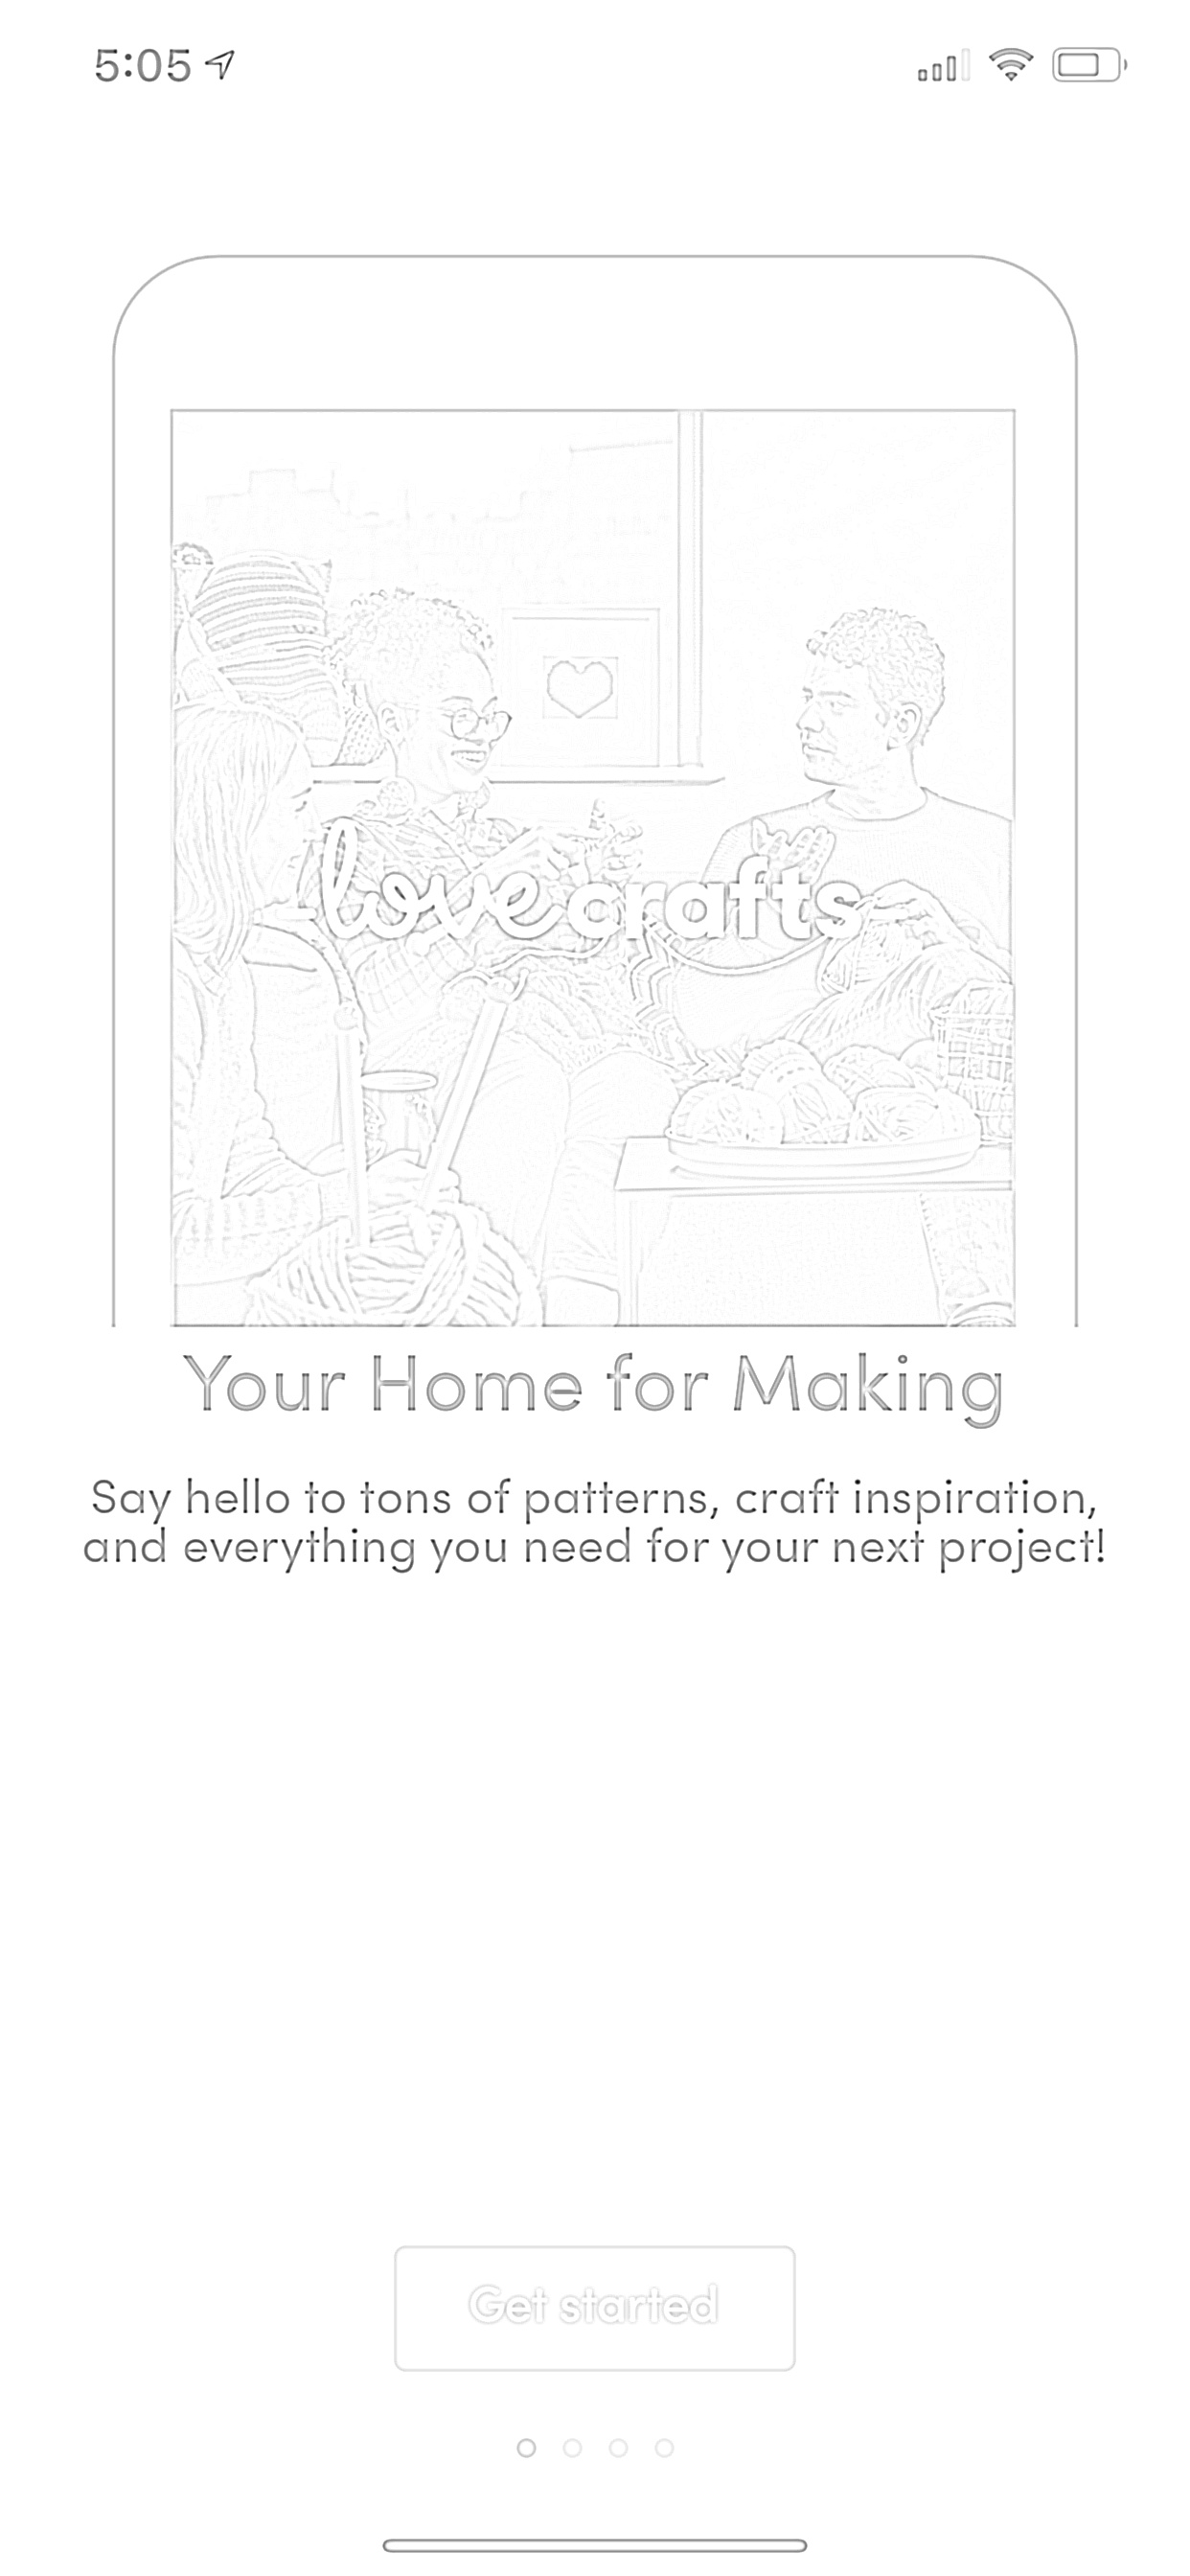 5:05
lovecrafts
Your Home for Making
Say hello to tons of patterns, craft inspiration,
and everything you need for your next project!
Get started